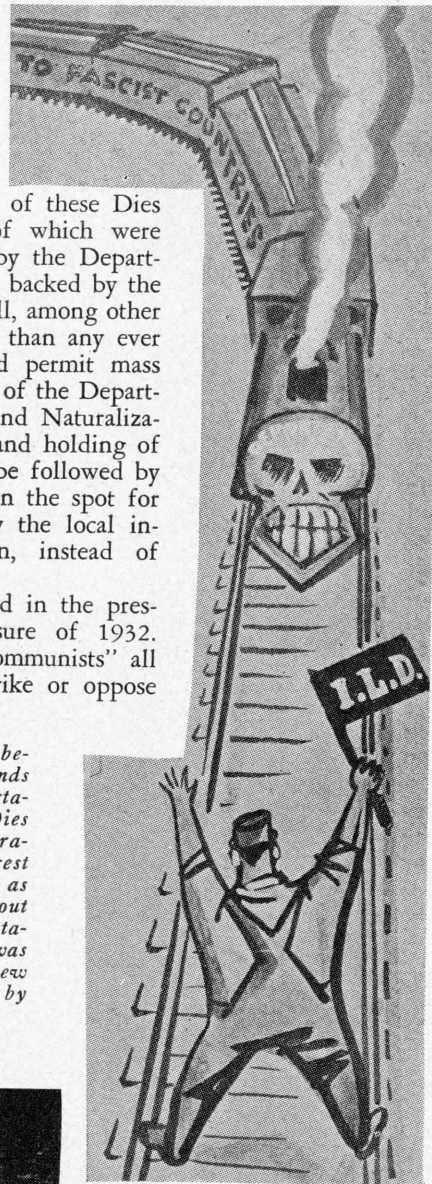 TO FASCIST COUNTRIES
of these Dies
of which were
by the Depart-
backed by the
ll, among other
than any ever
d permit mass
of the Depart-
nd Naturaliza-
and holding of
be followed by
n the spot for
y the local in-
n, instead of
d in the pres-
sure of 1932.
ommunists" all
rike or oppose
I.L.D.
be-
nds
rta-
Dies
ra-
rest
as
out
ta-
was
ew
by